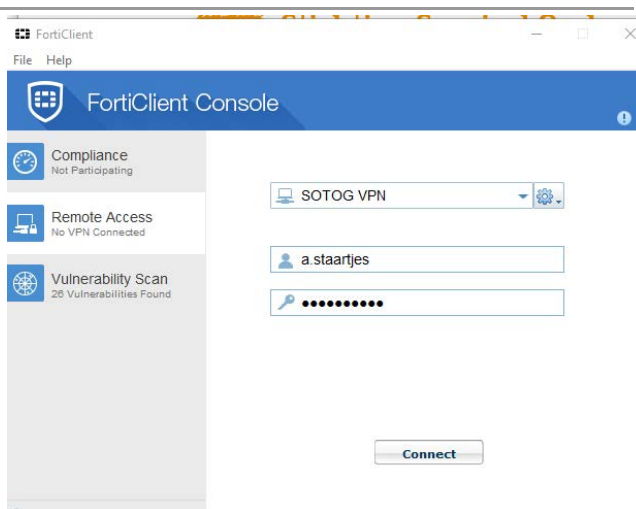 FortiClient
File Help
FortiClient Console
Compliance
Not Participating
Remote Access
No VPN Connected
Vulnerability Scan
26 Vulnerabilities Found
SOTOG VPN
a.staartjes
Connect